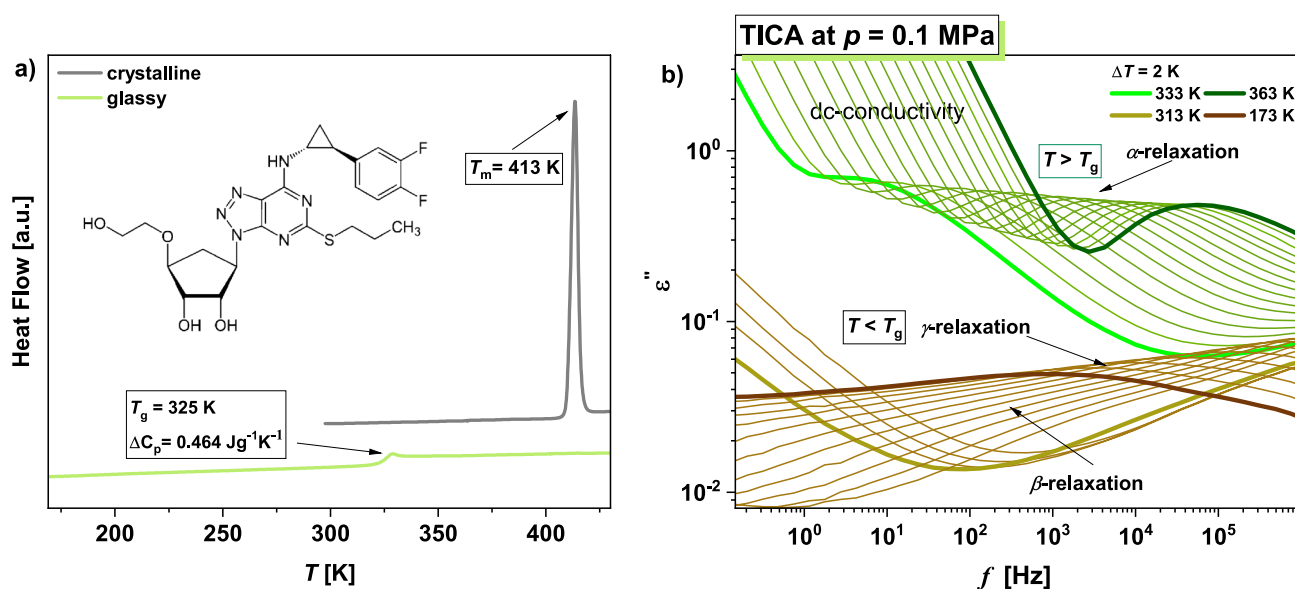 a)
crystalline
glassy
HN
F
F
N
N
N
N
N
N
S
CH3
HO
O
OH
OH
Tm= 413 K
Tg = 325 K
ΔCp = 0.464 Jg-1K-1
Heat Flow [a.u.]
200
250
300
350
400
T [K]
TICA at p = 0.1 MPa
b)
ΔT = 2 K
333 K
363 K
313 K
173 K
dc-conductivity
T > Tg
α-relaxation
T < Tg
γ-relaxation
β-relaxation
ε"
10^0
10^-1
10^-2
10^0
10^1
10^2
10^3
10^4
10^5
f [Hz]